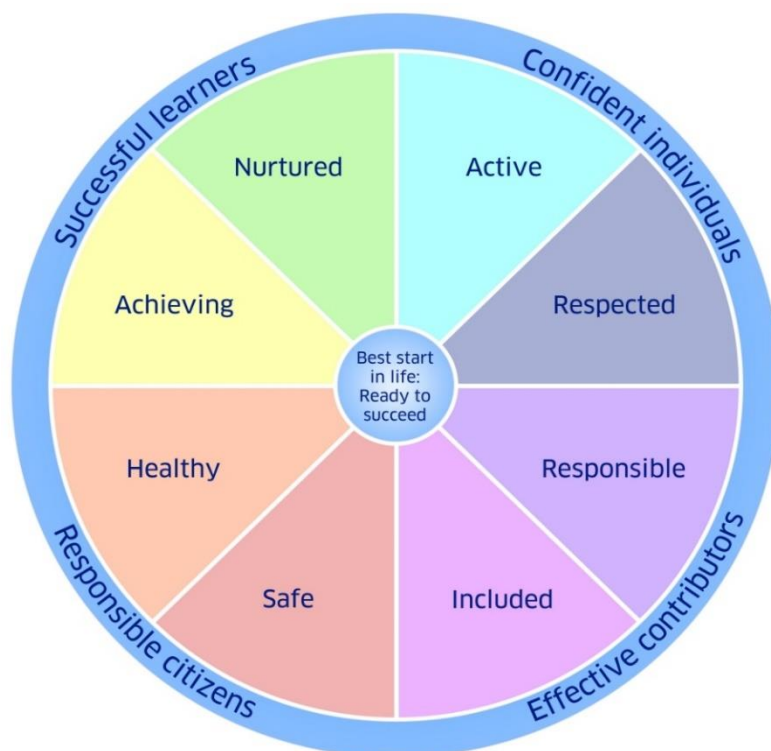 Successful learners
Confident individuals
Nurtured
Active
Achieving
Respected
Best start
in life:
Ready to
succeed
Healthy
Responsible
Safe
Included
Responsible citizens
Effective contributors